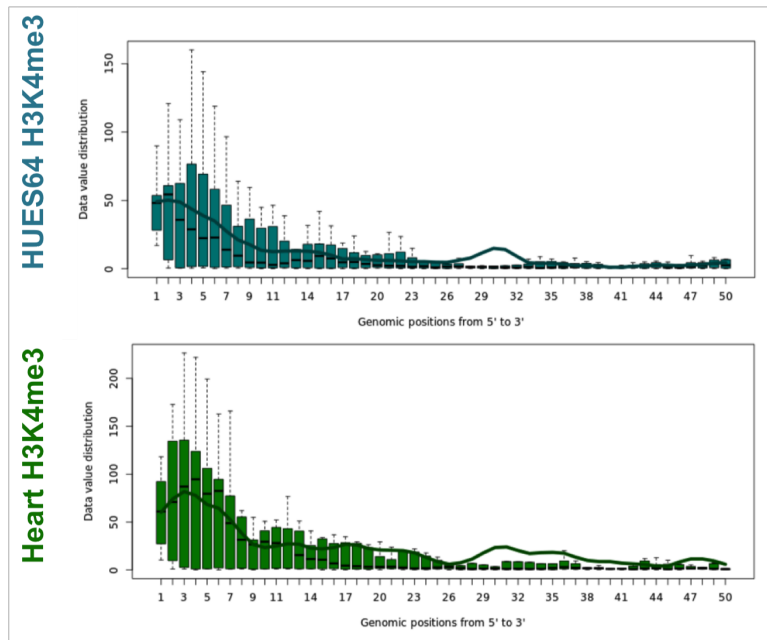 HUES64 H3K4me3
Data value distribution
150
100
50
0
1 3 5 7 9 11 14 17 20 23 26 29 32 35 38 41 44 47 50
Genomic positions from 5' to 3'
Heart H3K4me3
Data value distribution
200
150
100
50
0
1 3 5 7 9 11 14 17 20 23 26 29 32 35 38 41 44 47 50
Genomic positions from 5' to 3'